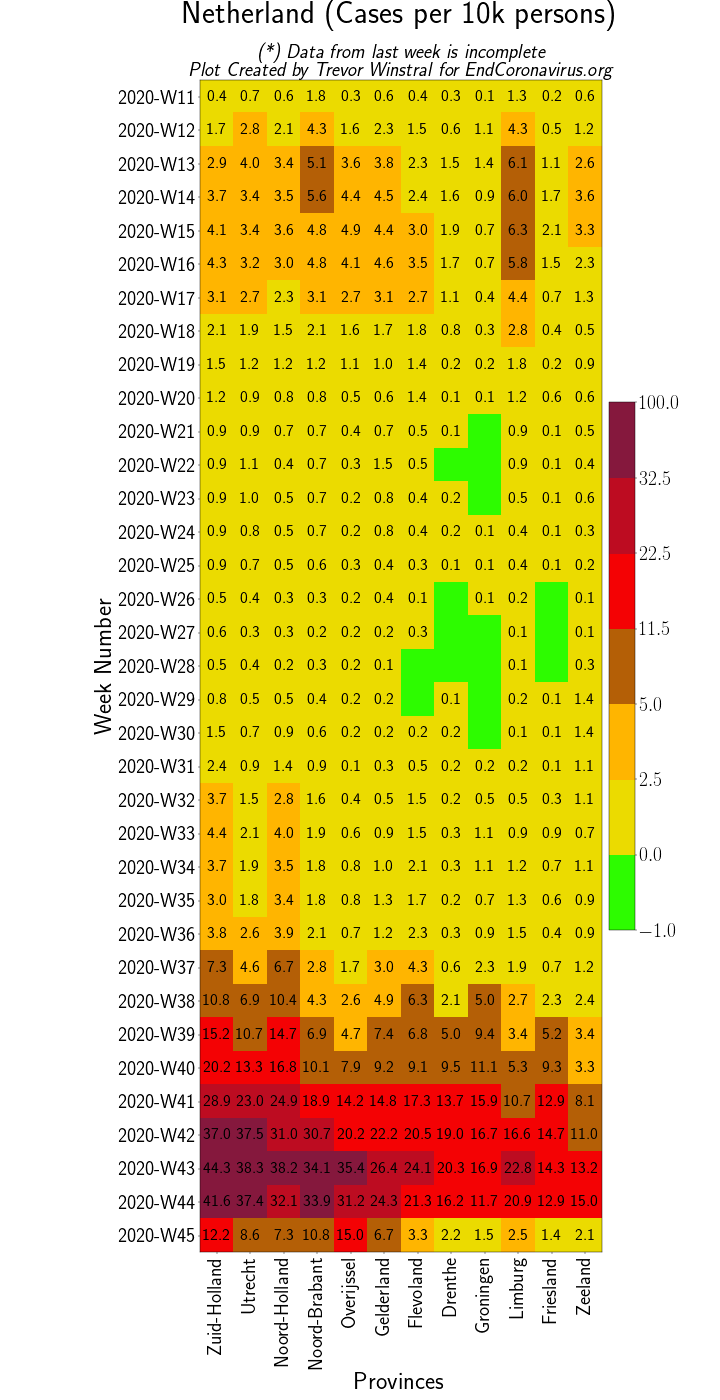 Netherland (Cases per 10k persons)
(*) Data from last week is incomplete
Plot Created by Trevor Winstral for EndCoronavirus.org
2020-W11 0.4 0.7 0.6 1.8 0.3 0.6 0.4 0.3 0.1 1.3 0.2 0.6
2020-W12 1.7 2.8 2.1 4.3 1.6 2.3 1.5 0.6 1.1 4.3 0.5 1.2
2020-W13 2.9 4.0 3.4 5.1 3.6 3.8 2.3 1.5 1.4 6.1 1.1 2.6
2020-W14 3.7 3.4 3.5 5.6 4.4 4.5 2.4 1.6 0.9 6.0 1.7 3.6
2020-W15 4.1 3.4 3.6 4.8 4.9 4.4 3.0 1.9 0.7 6.3 2.1 3.3
2020-W16 4.3 3.2 3.0 4.8 4.1 4.6 3.5 1.7 0.7 5.8 1.5 2.3
2020-W17 3.1 2.7 2.3 3.1 2.7 3.1 2.7 1.1 0.4 4.4 0.7 1.3
2020-W18 2.1 1.9 1.5 2.1 1.6 1.7 1.8 0.8 0.3 2.8 0.4 0.5
2020-W19 1.5 1.2 1.2 1.2 1.1 1.0 1.4 0.2 0.2 1.8 0.2 0.9
2020-W20 1.2 0.9 0.8 0.8 0.5 0.6 1.4 0.1 0.1 1.2 0.6 0.6
2020-W21 0.9 0.9 0.7 0.7 0.4 0.7 0.5 0.1 0.9 0.1 0.5
2020-W22 0.9 1.1 0.4 0.7 0.3 1.5 0.5 0.9 0.1 0.4
2020-W23 0.9 1.0 0.5 0.7 0.2 0.8 0.4 0.2 0.5 0.1 0.6
2020-W24 0.9 0.8 0.5 0.7 0.2 0.8 0.4 0.2 0.1 0.4 0.1 0.3
2020-W25 0.9 0.7 0.5 0.6 0.3 0.4 0.3 0.1 0.1 0.4 0.1 0.2
2020-W26 0.5 0.4 0.3 0.3 0.2 0.4 0.1 0.1 0.2 0.1
2020-W27 0.6 0.3 0.3 0.2 0.2 0.2 0.3 0.1 0.1
2020-W28 0.5 0.4 0.2 0.3 0.2 0.1 0.1 0.3
2020-W29 0.8 0.5 0.5 0.4 0.2 0.2 0.1 0.2 0.1 1.4
2020-W30 1.5 0.7 0.9 0.6 0.2 0.2 0.2 0.2 0.1 0.1 1.4
2020-W31 2.4 0.9 1.4 0.9 0.1 0.3 0.5 0.2 0.2 0.2 0.1 1.1
2020-W32 3.7 1.5 2.8 1.6 0.4 0.5 1.5 0.2 0.5 0.5 0.3 1.1
2020-W33 4.4 2.1 4.0 1.9 0.6 0.9 1.5 0.3 1.1 0.9 0.9 0.7
2020-W34 3.7 1.9 3.5 1.8 0.8 1.0 2.1 0.3 1.1 1.2 0.7 1.1
2020-W35 3.0 1.8 3.4 1.8 0.8 1.3 1.7 0.2 0.7 1.3 0.6 0.9
2020-W36 3.8 2.6 3.9 2.1 0.7 1.2 2.3 0.3 0.9 1.5 0.4 0.9
2020-W37 7.3 4.6 6.7 2.8 1.7 3.0 4.3 0.6 2.3 1.9 0.7 1.2
2020-W38 10.8 6.9 10.4 4.3 2.6 4.9 6.3 2.1 5.0 2.7 2.3 2.4
2020-W39 15.2 10.7 14.7 6.9 4.7 7.4 6.8 5.0 9.4 3.4 5.2 3.4
2020-W40 20.2 13.3 16.8 10.1 7.9 9.2 9.1 9.5 11.1 5.3 9.3 3.3
2020-W41 28.9 23.0 24.9 18.9 14.2 14.8 17.3 13.7 15.9 10.7 12.9 8.1
2020-W42 37.0 37.5 31.0 30.7 20.2 22.2 20.5 19.0 16.7 16.6 14.7 11.0
2020-W43 44.3 38.3 38.2 34.1 35.4 26.4 24.1 20.3 16.9 22.8 14.3 13.2
2020-W44 41.6 37.4 32.1 33.9 31.2 24.3 21.3 16.2 11.7 20.9 12.9 15.0
2020-W45 12.2 8.6 7.3 10.8 15.0 6.7 3.3 2.2 1.5 2.5 1.4 2.1
Zuid-Holland Utrecht Noord-Holland Noord-Brabant Overijssel Gelderland Flevoland Drenthe Groningen Limburg Friesland Zeeland
Provinces
Week Number
100.0
32.5
22.5
11.5
5.0
2.5
0.0
−1.0